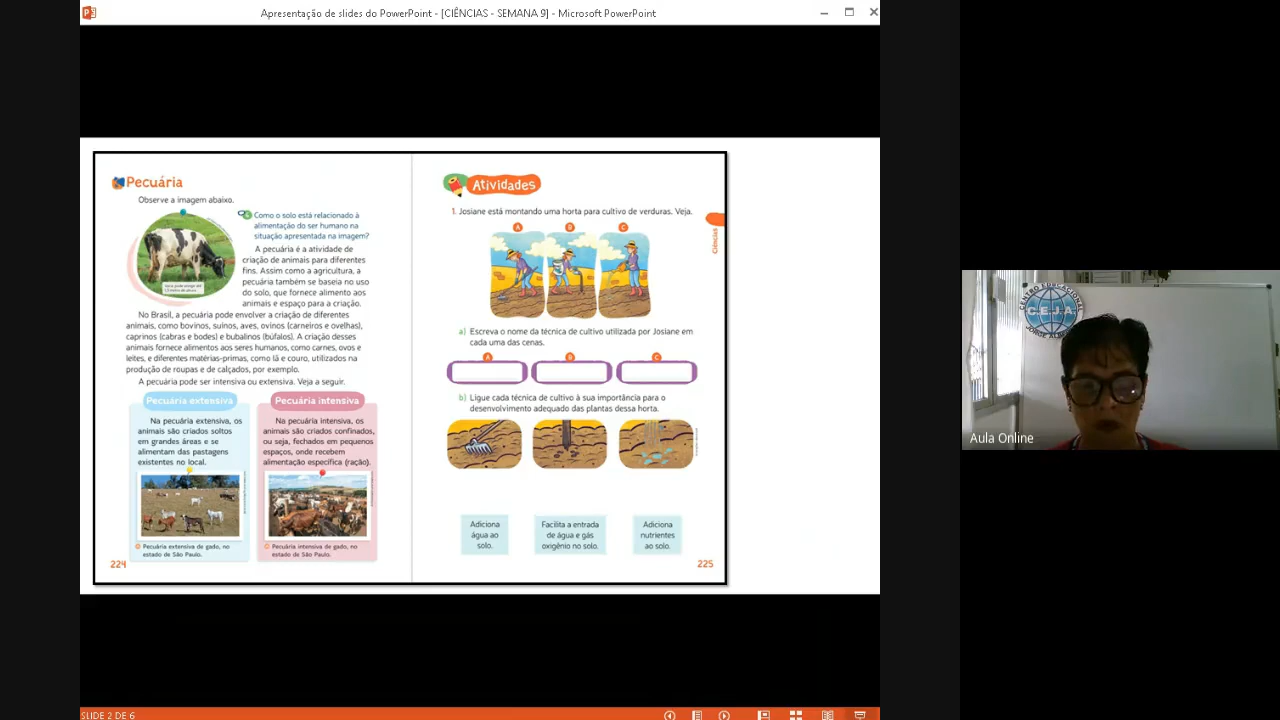 Apresentação de slides do PowerPoint - [CIÊNCIAS - SEMANA 9] - Microsoft PowerPoint
Pecuária
Observe a imagem abaixo.
Como o solo está relacionado à
alimentação do ser humano na
situação apresentada na imagem?
A pecuária é a atividade de
criação de animais para diferentes
fins. Assim como a agricultura, a
pecuária também se baseia no uso
do solo, que fornece alimento aos
animais e espaço para a criação.
No Brasil, a pecuária pode envolver a criação de diferentes
animais, como bovinos, suínos, aves, ovinos (carneiros e ovelhas),
caprinos (cabras e bodes) e bubalinos (búfalos). A criação desses
animais fornece alimentos aos seres humanos, como carnes, ovos e
leites, e diferentes matérias-primas, como lã e couro, utilizados na
produção de roupas e de calçados, por exemplo.
A pecuária pode ser intensiva ou extensiva. Veja a seguir.
Pecuária extensiva
Na pecuária extensiva, os
animais são criados soltos
em grandes áreas e se
alimentam das pastagens
existentes no local.
Pecuária extensiva de gado, no
estado de São Paulo.
Pecuária intensiva
Na pecuária intensiva, os
animais são criados confinados,
ou seja, fechados em pequenos
espaços, onde recebem
alimentação específica (ração).
Pecuária intensiva de gado, no
estado de São Paulo.
224
Atividades
1. Josiane está montando uma horta para cultivo de verduras. Veja.
A B C
a) Escreva o nome da técnica de cultivo utilizada por Josiane em
cada uma das cenas.
A B C
b) Ligue cada técnica de cultivo à sua importância para o
desenvolvimento adequado das plantas dessa horta.
Adiciona
água ao
solo.
Facilita a entrada
de água e gás
oxigênio no solo.
Adiciona
nutrientes
ao solo.
225
Ciências
CENTRO EDUCACIONAL
C.E.J.A.
Aula Online
SLIDE 2 DE 6